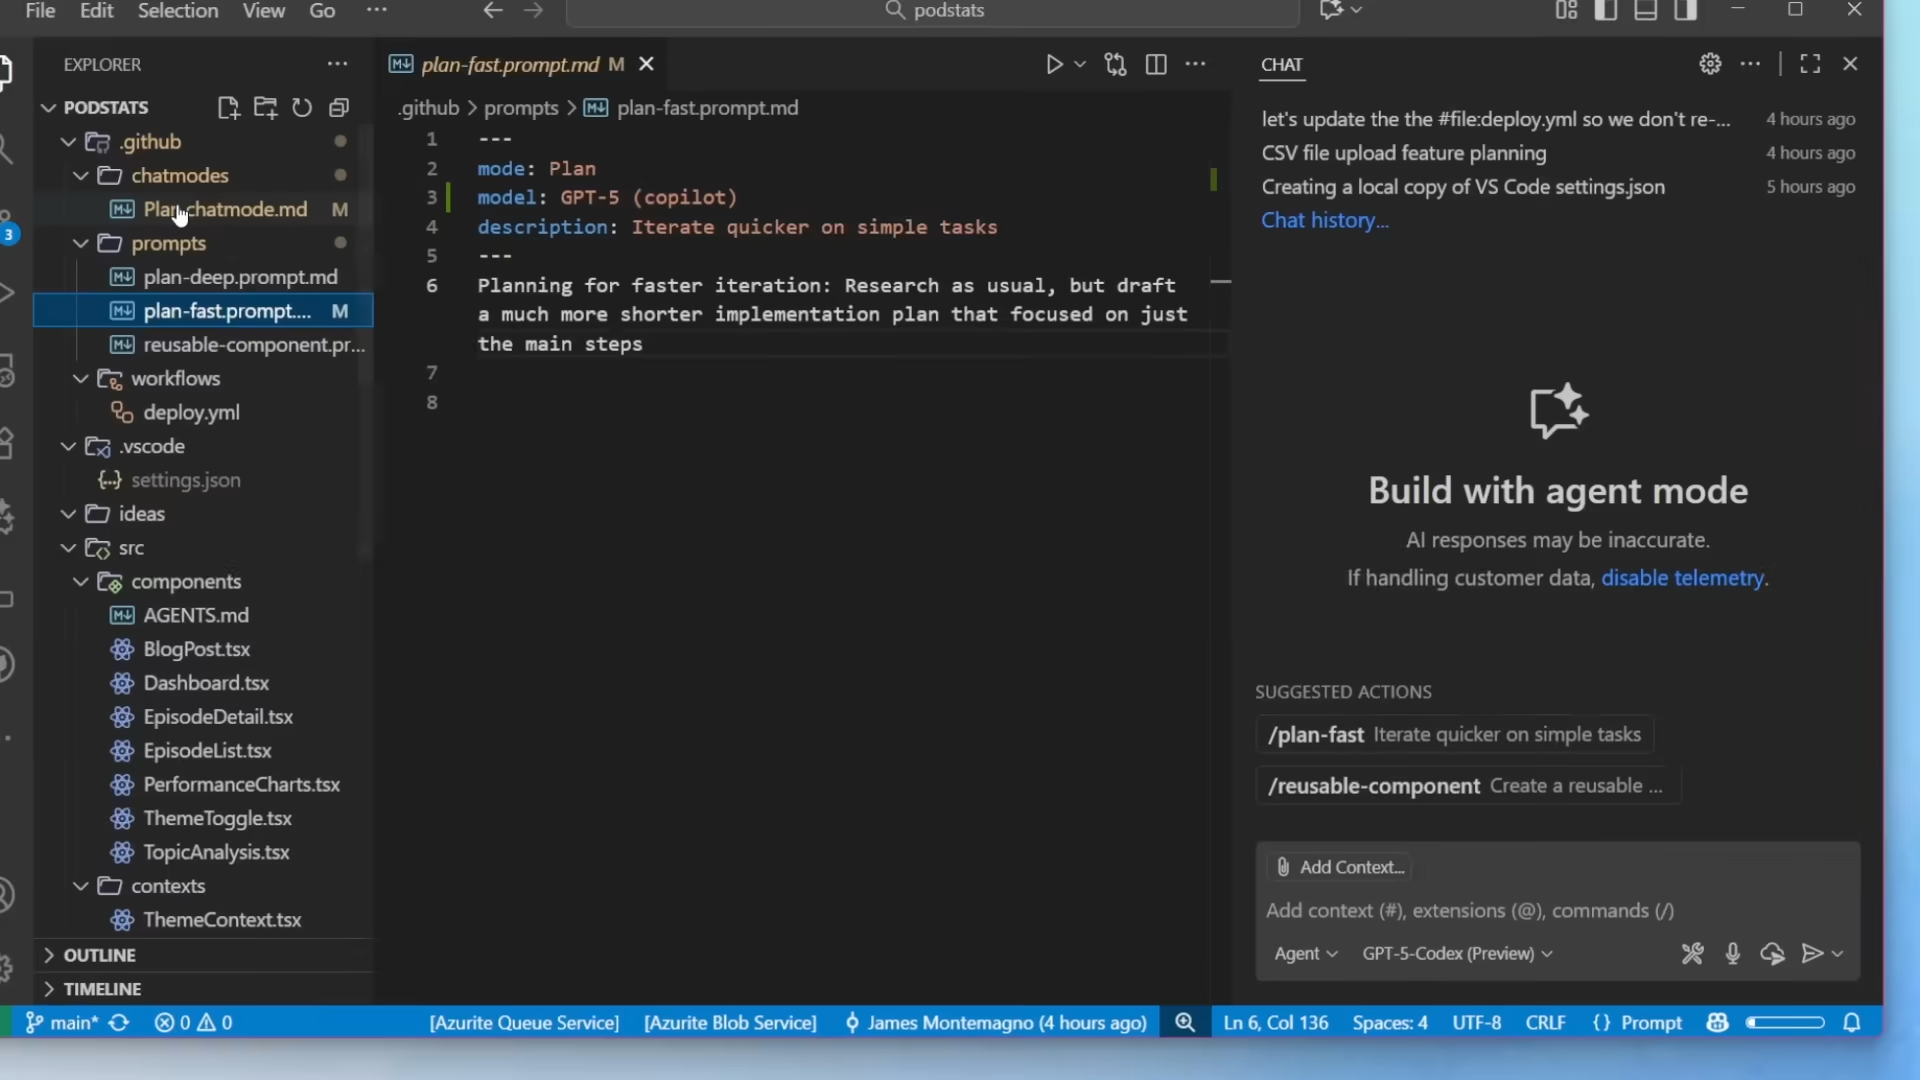 File Edit Selection View Go ··· podstats
EXPLORER
PODSTATS
.github
chatmodes
Plan.chatmode.md M
prompts
plan-deep.prompt.md
plan-fast.prompt.... M
reusable-component.pr...
workflows
deploy.yml
.vscode
settings.json
ideas
src
components
AGENTS.md
BlogPost.tsx
Dashboard.tsx
EpisodeDetail.tsx
EpisodeList.tsx
PerformanceCharts.tsx
ThemeToggle.tsx
TopicAnalysis.tsx
contexts
ThemeContext.tsx
OUTLINE
TIMELINE
3
plan-fast.prompt.md M
.github > prompts > plan-fast.prompt.md
1 ---
2 mode: Plan
3 model: GPT-5 (copilot)
4 description: Iterate quicker on simple tasks
5 ---
6 Planning for faster iteration: Research as usual, but draft
a much more shorter implementation plan that focused on just
the main steps
7
8
CHAT
let's update the the #file:deploy.yml so we don't re-... 4 hours ago
CSV file upload feature planning 4 hours ago
Creating a local copy of VS Code settings.json 5 hours ago
Chat history...
Build with agent mode
AI responses may be inaccurate.
If handling customer data, disable telemetry.
SUGGESTED ACTIONS
/plan-fast Iterate quicker on simple tasks
/reusable-component Create a reusable ...
Add Context...
Add context (#), extensions (@), commands (/)
Agent GPT-5-Codex (Preview)
main* 0 0 [Azurite Queue Service] [Azurite Blob Service] James Montemagno (4 hours ago) Ln 6, Col 136 Spaces: 4 UTF-8 CRLF {} Prompt